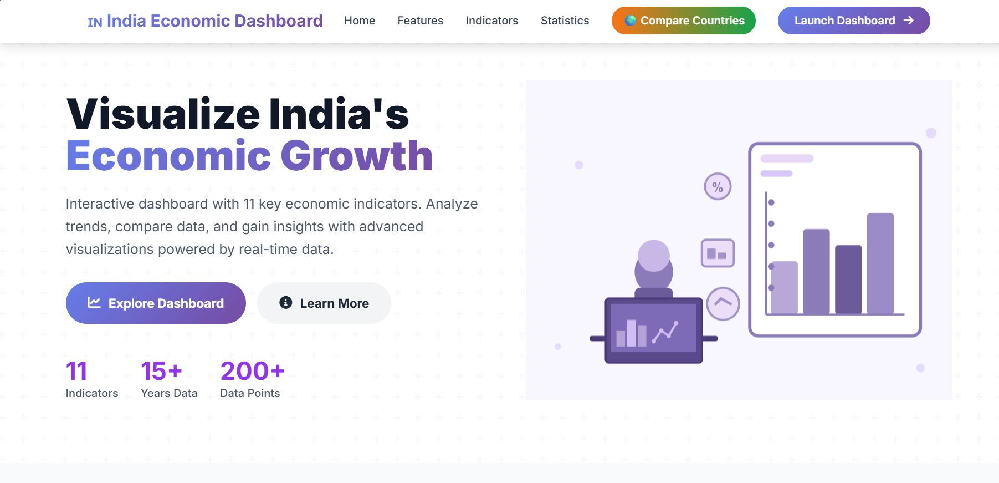 IN India Economic Dashboard
Home
Features
Indicators
Statistics
Compare Countries
Launch Dashboard →
Visualize India's
Economic Growth
Interactive dashboard with 11 key economic indicators. Analyze
trends, compare data, and gain insights with advanced
visualizations powered by real-time data.
Explore Dashboard
Learn More
11
Indicators
15+
Years Data
200+
Data Points
%